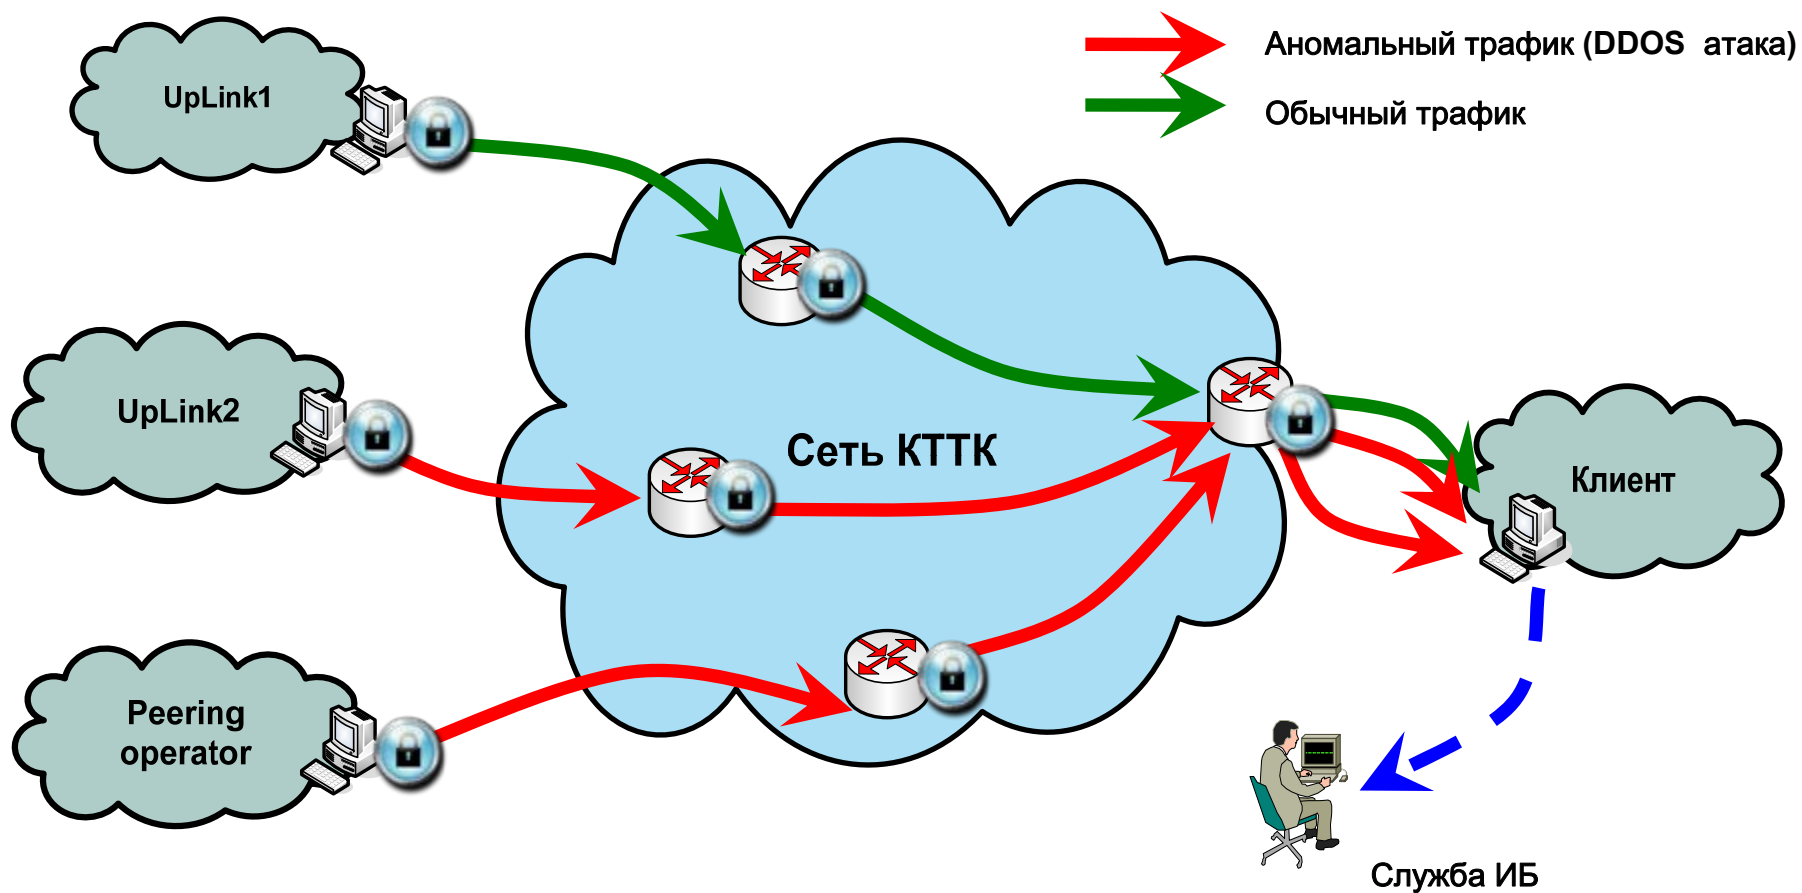 Аномальный трафик (DDOS атака)
Обычный трафик
UpLink1
UpLink2
Сеть КТТК
Клиент
Peering
operator
Служба ИБ